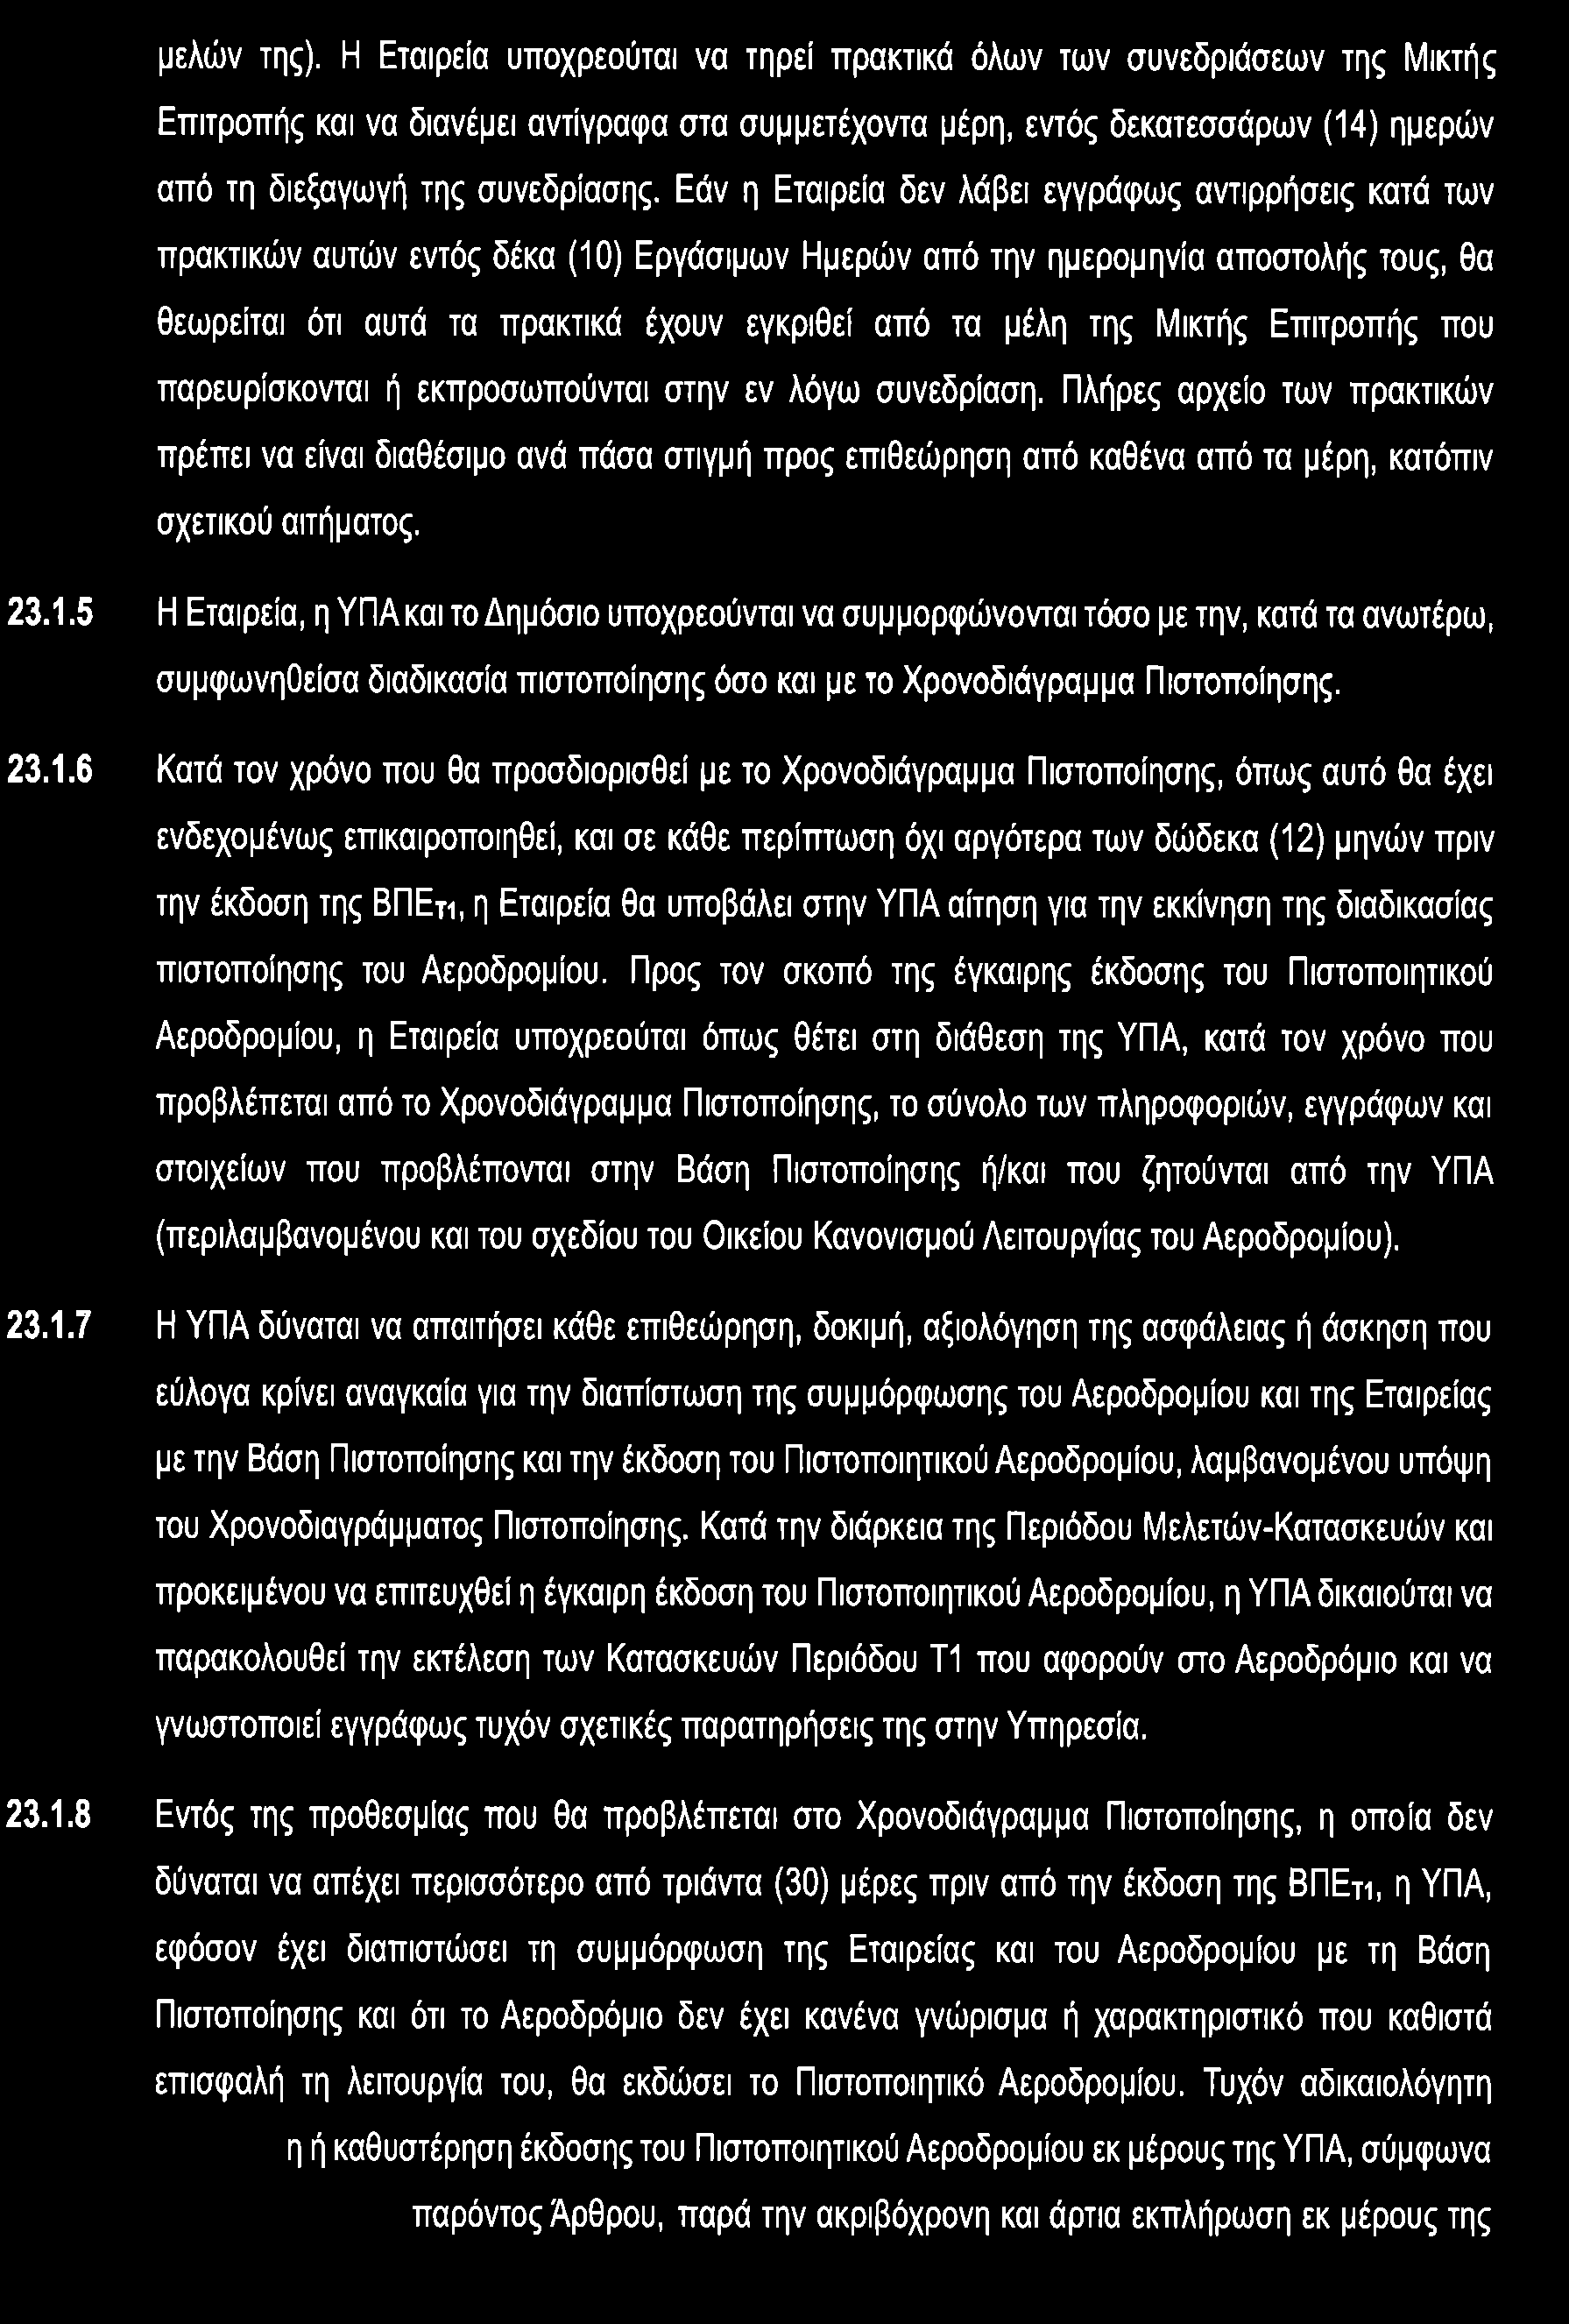 μελών της). Η Εταιρεία υποχρεούται να τηρεί πρακτικά όλων των συνεδριάσεων της Μικτής
Επιτροπής και να διανέμει αντίγραφα στα συμμετέχοντα μέρη, εντός δεκατεσσάρων (14) ημερών
από τη διεξαγωγή της συνεδρίασης. Εάν η Εταιρεία δεν λάβει εγγράφως αντιρρήσεις κατά των
πρακτικών αυτών εντός δέκα (10) Εργάσιμων Ημερών από την ημερομηνία αποστολής τους, θα
θεωρείται ότι αυτά τα πρακτικά έχουν εγκριθεί από τα μέλη της Μικτής Επιτροπής που
παρευρίσκονται ή εκπροσωπούνται στην εν λόγω συνεδρίαση. Πλήρες αρχείο των πρακτικών
πρέπει να είναι διαθέσιμο ανά πάσα στιγμή προς επιθεώρηση από καθένα από τα μέρη, κατόπιν
σχετικού αιτήματος.
23.1.5 Η Εταιρεία, η ΥΠΑ και το Δημόσιο υποχρεούνται να συμμορφώνονται τόσο με την, κατά τα ανωτέρω,
συμφωνηθείσα διαδικασία πιστοποίησης όσο και με το Χρονοδιάγραμμα Πιστοποίησης.
23.1.6 Κατά τον χρόνο που θα προσδιορισθεί με το Χρονοδιάγραμμα Πιστοποίησης, όπως αυτό θα έχει
ενδεχομένως επικαιροποιηθεί, και σε κάθε περίπτωση όχι αργότερα των δώδεκα (12) μηνών πριν
την έκδοση της ΒΠΕΤ1, η Εταιρεία θα υποβάλει στην ΥΠΑ αίτηση για την εκκίνηση της διαδικασίας
πιστοποίησης του Αεροδρομίου. Προς τον σκοπό της έγκαιρης έκδοσης του Πιστοποιητικού
Αεροδρομίου, η Εταιρεία υποχρεούται όπως θέτει στη διάθεση της ΥΠΑ, κατά τον χρόνο που
προβλέπεται από το Χρονοδιάγραμμα Πιστοποίησης, το σύνολο των πληροφοριών, εγγράφων και
στοιχείων που προβλέπονται στην Βάση Πιστοποίησης ή/και που ζητούνται από την ΥΠΑ
(περιλαμβανομένου και του σχεδίου του Οικείου Κανονισμού Λειτουργίας του Αεροδρομίου).
23.1.7 Η ΥΠΑ δύναται να απαιτήσει κάθε επιθεώρηση, δοκιμή, αξιολόγηση της ασφάλειας ή άσκηση που
εύλογα κρίνει αναγκαία για την διαπίστωση της συμμόρφωσης του Αεροδρομίου και της Εταιρείας
με την Βάση Πιστοποίησης και την έκδοση του Πιστοποιητικού Αεροδρομίου, λαμβανομένου υπόψη
του Χρονοδιαγράμματος Πιστοποίησης. Κατά την διάρκεια της Περιόδου Μελετών-Κατασκευών και
προκειμένου να επιτευχθεί η έγκαιρη έκδοση του Πιστοποιητικού Αεροδρομίου, η ΥΠΑ δικαιούται να
παρακολουθεί την εκτέλεση των Κατασκευών Περιόδου Τ1 που αφορούν στο Αεροδρόμιο και να
γνωστοποιεί εγγράφως τυχόν σχετικές παρατηρήσεις της στην Υπηρεσία.
23.1.8 Εντός της προθεσμίας που θα προβλέπεται στο Χρονοδιάγραμμα Πιστοποίησης, η οποία δεν
δύναται να απέχει περισσότερο από τριάντα (30) μέρες πριν από την έκδοση της ΒΠΕΤ1, η ΥΠΑ,
εφόσον έχει διαπιστώσει τη συμμόρφωση της Εταιρείας και του Αεροδρομίου με τη Βάση
Πιστοποίησης και ότι το Αεροδρόμιο δεν έχει κανένα γνώρισμα ή χαρακτηριστικό που καθιστά
επισφαλή τη λειτουργία του, θα εκδώσει το Πιστοποιητικό Αεροδρομίου. Τυχόν αδικαιολόγητη
η ή καθυστέρηση έκδοσης του Πιστοποιητικού Αεροδρομίου εκ μέρους της ΥΠΑ, σύμφωνα
παρόντος Άρθρου, παρά την ακριβόχρονη και άρτια εκπλήρωση εκ μέρους της